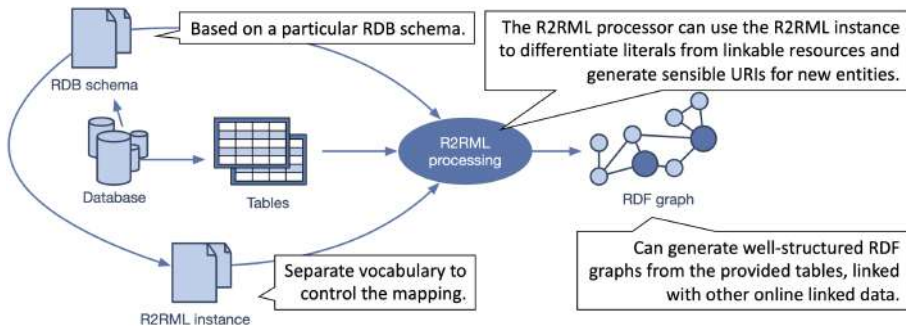 Based on a particular RDB schema.
The R2RML processor can use the R2RML instance
to differentiate literals from linkable resources and
generate sensible URIs for new entities.
RDB schema
R2RML
processing
Database
Tables
RDF graph
Separate vocabulary to
control the mapping.
Can generate well-structured RDF
graphs from the provided tables, linked
with other online linked data.
R2RML instance